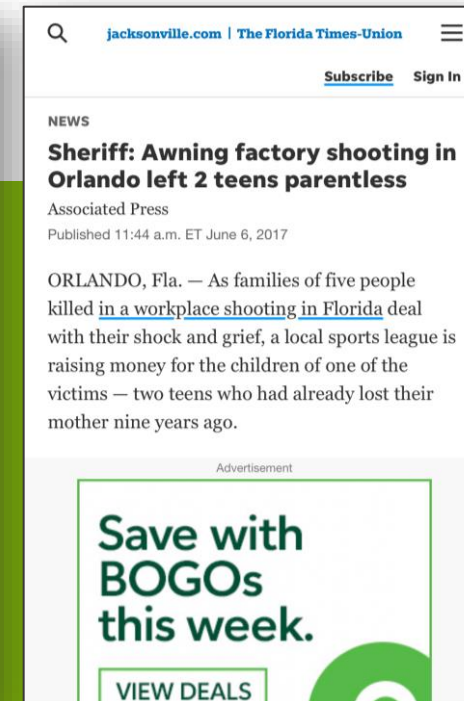 jacksonville.com | The Florida Times-Union
Subscribe Sign In
NEWS
Sheriff: Awning factory shooting in
Orlando left 2 teens parentless
Associated Press
Published 11:44 a.m. ET June 6, 2017
ORLANDO, Fla. — As families of five people
killed in a workplace shooting in Florida deal
with their shock and grief, a local sports league is
raising money for the children of one of the
victims — two teens who had already lost their
mother nine years ago.
Advertisement
Save with
BOGOs
this week.
VIEW DEALS